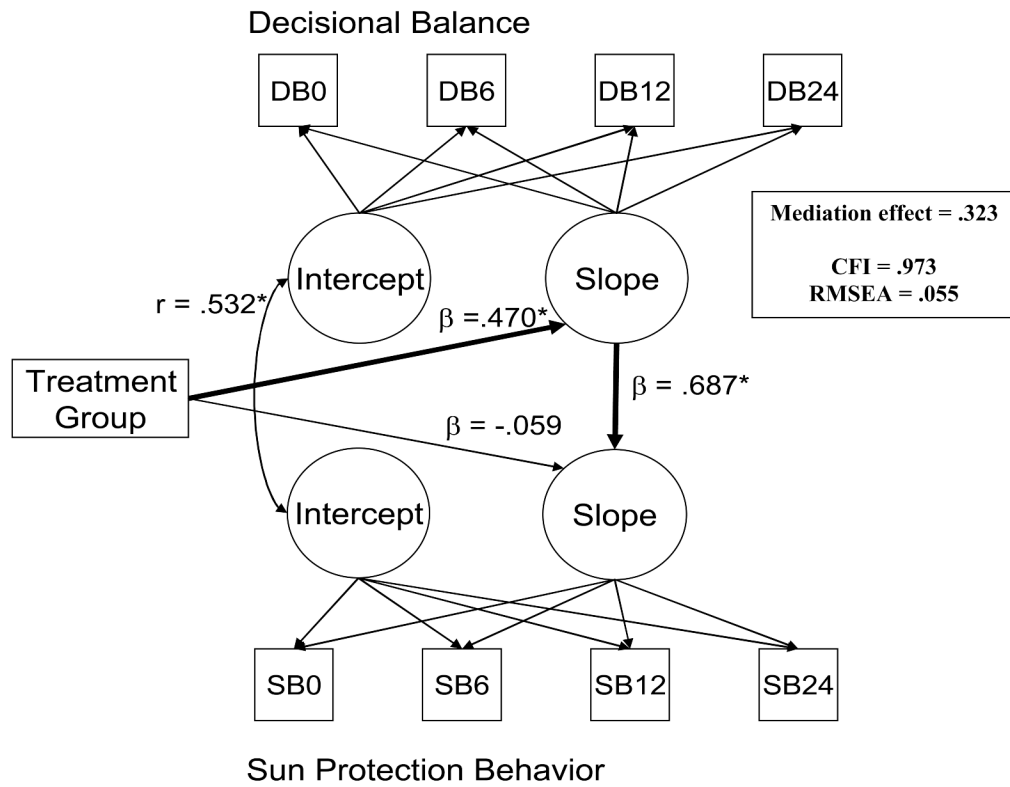 Decisional Balance
DB0 DB6 DB12 DB24
Mediation effect = .323
CFI = .973
RMSEA = .055
Intercept Slope
r = .532*
β =.470*
Treatment
Group
β = .687*
β = -.059
Intercept Slope
SB0 SB6 SB12 SB24
Sun Protection Behavior